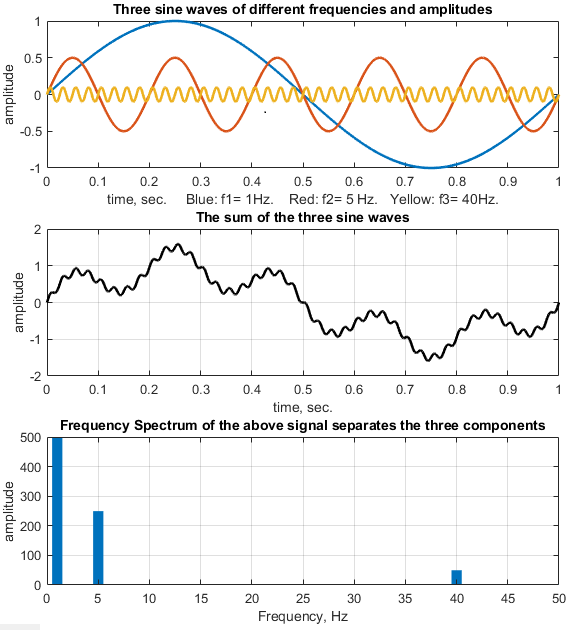 Three sine waves of different frequencies and amplitudes
1
0.5
0
-0.5
-1
amplitude
0 0.1 0.2 0.3 0.4 0.5 0.6 0.7 0.8 0.9 1
time, sec. Blue: f1= 1Hz. Red: f2= 5 Hz. Yellow: f3= 40Hz.
The sum of the three sine waves
2
1
0
-1
-2
amplitude
0 0.1 0.2 0.3 0.4 0.5 0.6 0.7 0.8 0.9 1
time, sec.
Frequency Spectrum of the above signal separates the three components
500
400
300
200
100
0
amplitude
0 5 10 15 20 25 30 35 40 45 50
Frequency, Hz